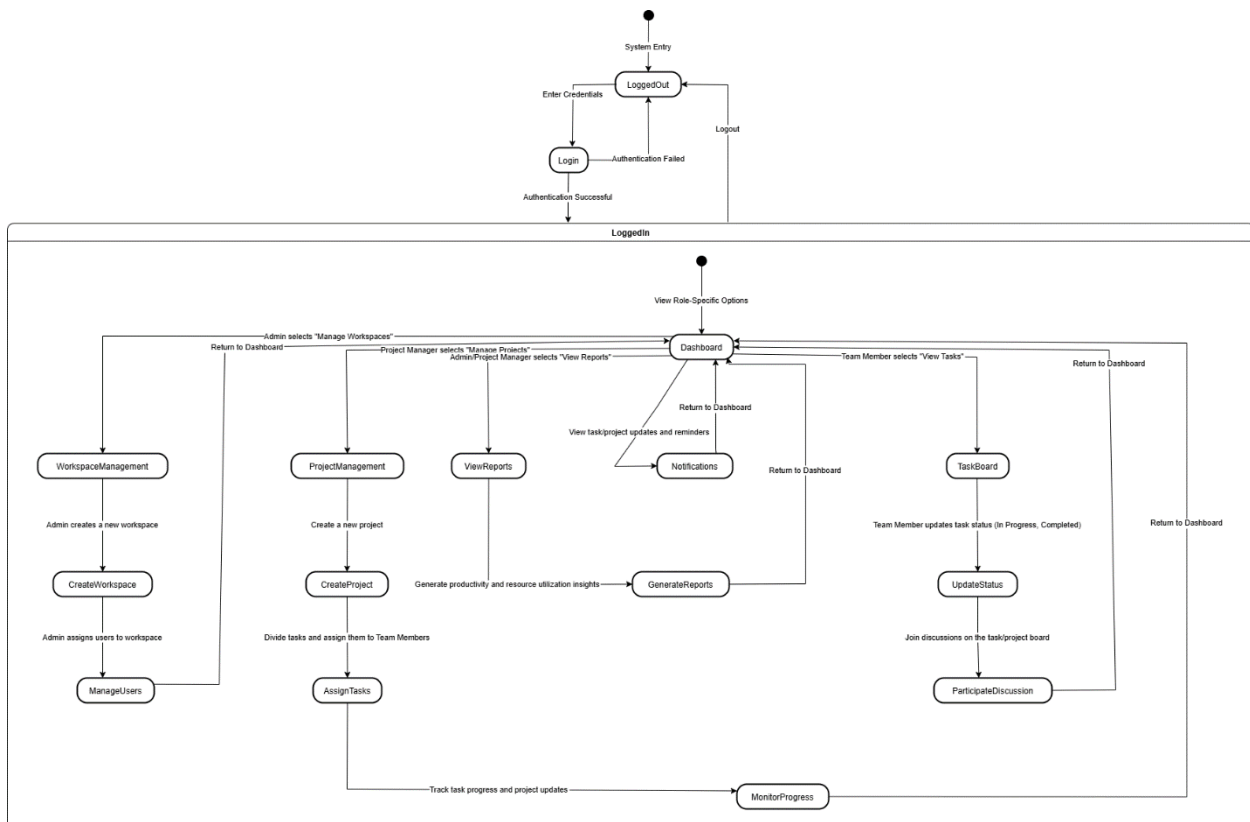 System Entry
LoggedOut
Enter Credentials
Logout
Login
Authentication Failed
Authentication Successful
LoggedIn
View Role-Specific Options
Admin selects "Manage Workspaces"
Return to Dashboard
Dashboard
Project Manager selects "Manage Projects"
Admin/Project Manager selects "View Reports"
Team Member selects "View Tasks"
Return to Dashboard
Return to Dashboard
View task/project updates and reminders
WorkspaceManagement
ProjectManagement
ViewReports
Notifications
Return to Dashboard
TaskBoard
Admin creates a new workspace
Create a new project
Team Member updates task status (In Progress, Completed)
Return to Dashboard
CreateWorkspace
CreateProject
Generate productivity and resource utilization insights
GenerateReports
UpdateStatus
Admin assigns users to workspace
Divide tasks and assign them to Team Members
Join discussions on the task/project board
ManageUsers
AssignTasks
ParticipateDiscussion
Track task progress and project updates
MonitorProgress